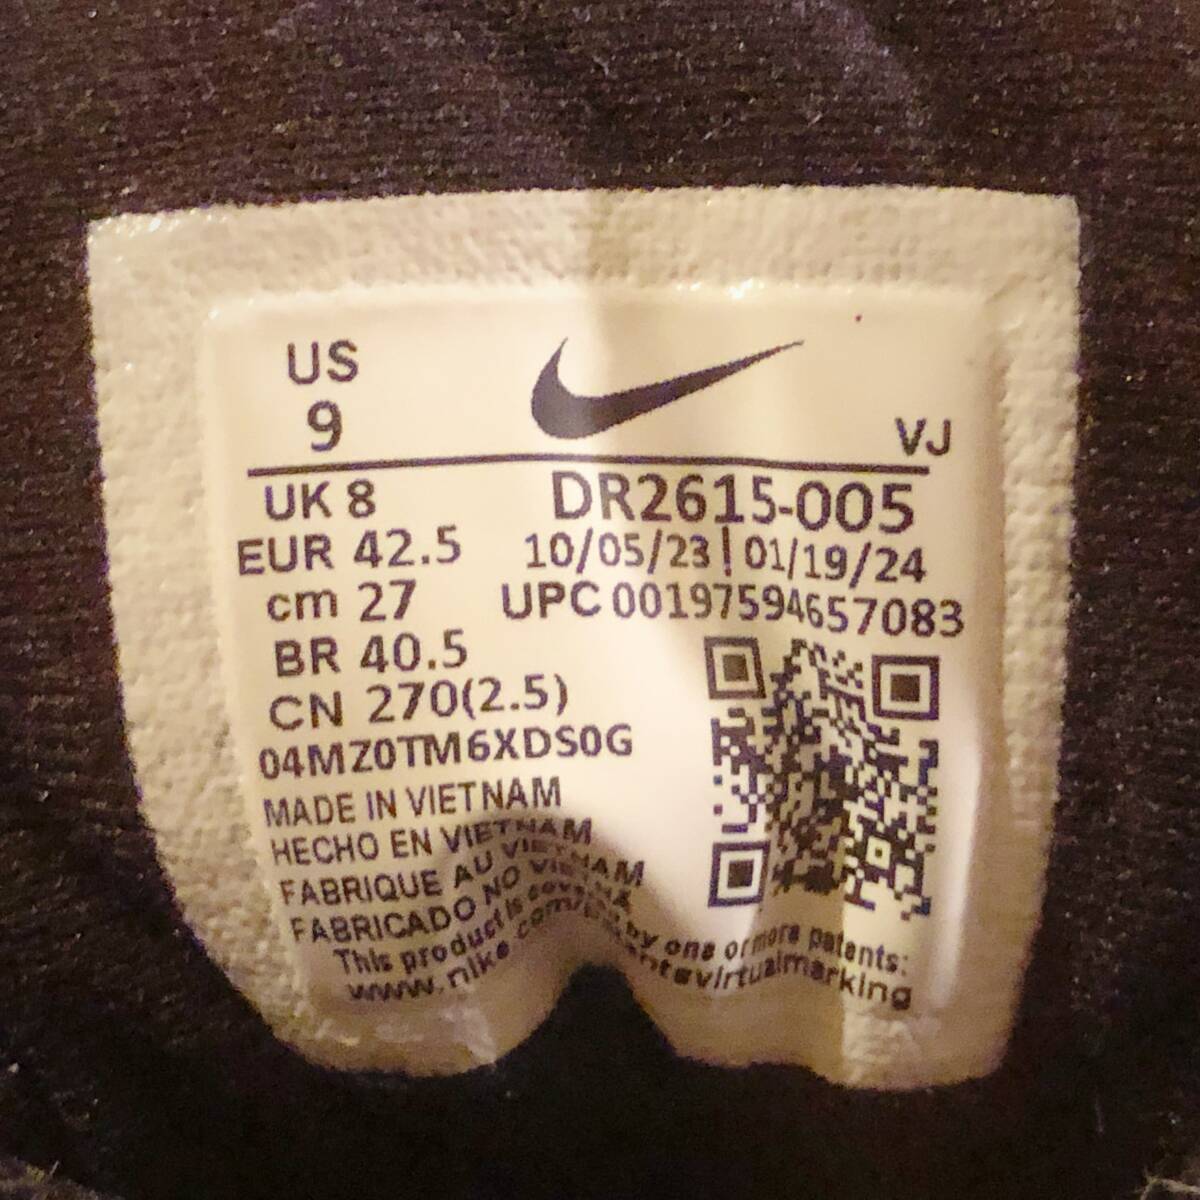 US
9
VJ
UK 8
DR2615-005
EUR 42.5
10/05/23 | 01/19/24
cm 27
UPC 00197594657083
BR 40.5
CN 270(2.5)
04MZ0TM6XDS0G
MADE IN VIETNAM
HECHO EN VIETNAM
FABRIQUE AU VIETNAM
FABRICADO NO VIETNÃ
This product is covered by one or more patents:
www.nike.com/patents
virtualmarking